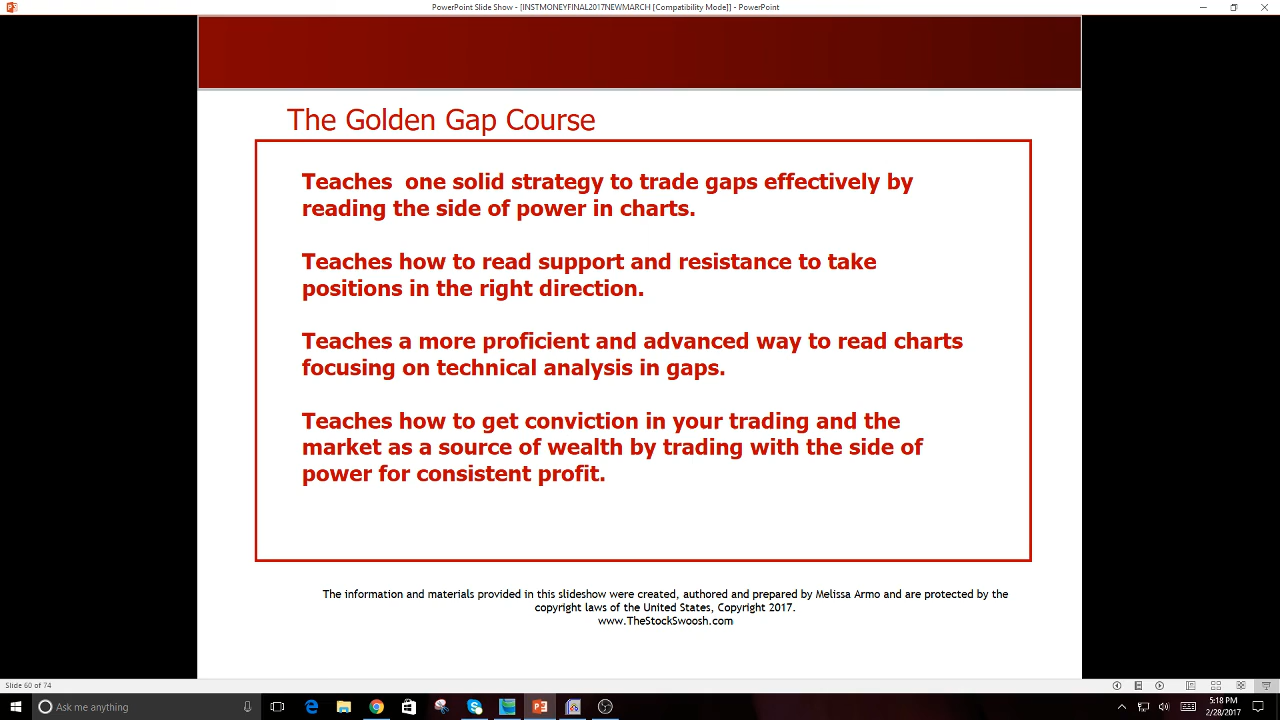 PowerPoint Slide Show - [INSTMONEYFINAL2017NEWMARCH [Compatibility Mode]] - PowerPoint
The Golden Gap Course
Teaches  one solid strategy to trade gaps effectively by
reading the side of power in charts.
Teaches how to read support and resistance to take
positions in the right direction.
Teaches a more proficient and advanced way to read charts
focusing on technical analysis in gaps.
Teaches how to get conviction in your trading and the
market as a source of wealth by trading with the side of
power for consistent profit.
The information and materials provided in this slideshow were created, authored and prepared by Melissa Armo and are protected by the
copyright laws of the United States, Copyright 2017.
www.TheStockSwoosh.com
Slide 60 of 74
Ask me anything
5:18 PM
2/28/2017